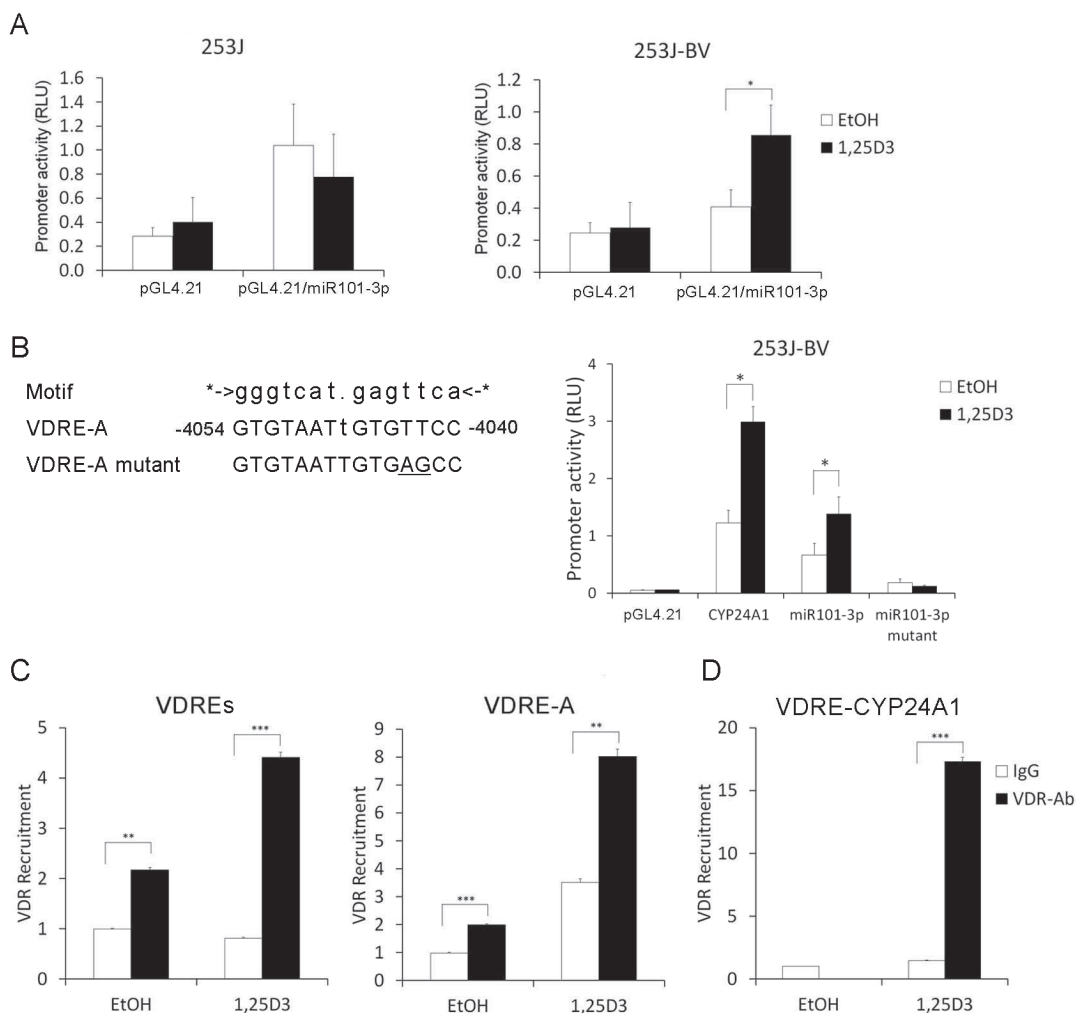 A
253J
Promoter activity (RLU)
1.6
1.4
1.2
1.0
0.8
0.6
0.4
0.2
0.0
pGL4.21 pGL4.21/miR101-3p
253J-BV
Promoter activity (RLU)
1.2
1.0
0.8
0.6
0.4
0.2
0.0
*
pGL4.21 pGL4.21/miR101-3p
EtOH
1,25D3
B
Motif *->gggtcat.gagttca<-*
VDRE-A -4054 GTGTAATtGTGTTCC -4040
VDRE-A mutant GTGTAATTGTGAGCC
253J-BV
Promoter activity (RLU)
4
3
2
1
0
*
*
pGL4.21 CYP24A1 miR101-3p miR101-3p
mutant
EtOH
1,25D3
C
VDREs
VDR Recruitment
5
4
3
2
1
0
**
***
EtOH 1,25D3
VDRE-A
VDR Recruitment
9
8
7
6
5
4
3
2
1
0
***
**
EtOH 1,25D3
D
VDRE-CYP24A1
VDR Recruitment
20
15
10
5
0
***
EtOH 1,25D3
IgG
VDR-Ab